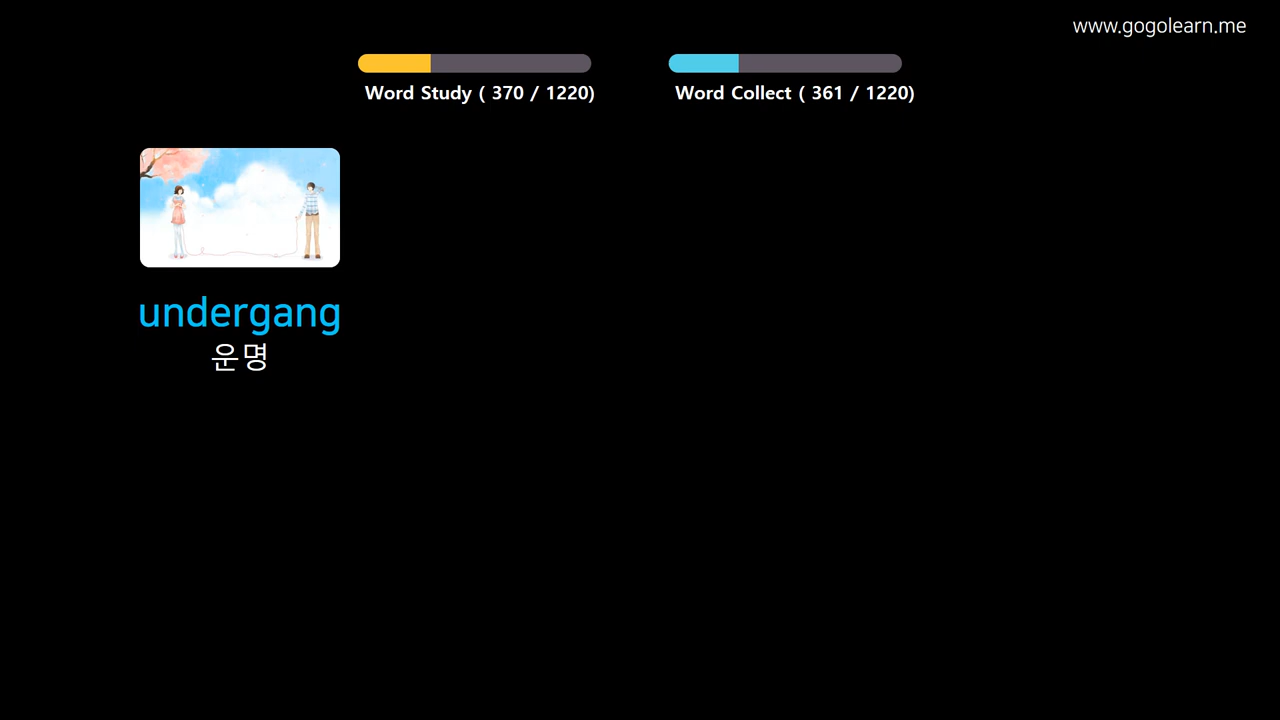 www.gogolearn.me
Word Study ( 370 / 1220)
Word Collect ( 361 / 1220)
undergang
운명